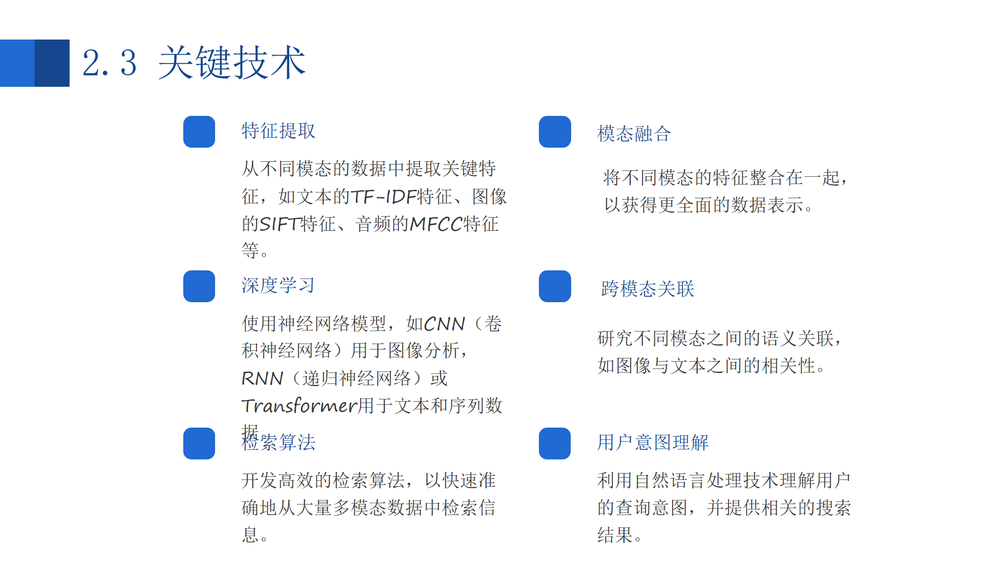 2.3 关键技术
特征提取
从不同模态的数据中提取关键特
征，如文本的TF-IDF特征、图像
的SIFT特征、音频的MFCC特征
等。
模态融合
将不同模态的特征整合在一起，
以获得更全面的数据表示。
深度学习
使用神经网络模型，如CNN（卷
积神经网络）用于图像分析，
RNN（递归神经网络）或
Transformer用于文本和序列数
据。
跨模态关联
研究不同模态之间的语义关联，
如图像与文本之间的相关性。
检索算法
开发高效的检索算法，以快速准
确地从大量多模态数据中检索信
息。
用户意图理解
利用自然语言处理技术理解用户
的查询意图，并提供相关的搜索
结果。